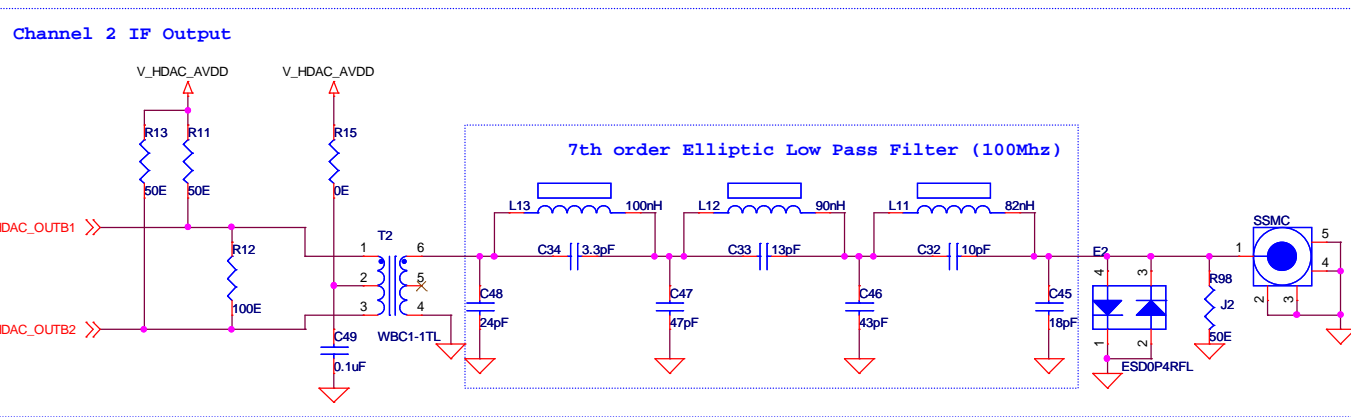 Channel 2 IF Output
V_HDAC_AVDD
V_HDAC_AVDD
R13
R11
R15
50E
50E
0E
7th order Elliptic Low Pass Filter (100Mhz)
L13
100nH
L12
90nH
L11
82nH
HDAC_OUTB1
R12
100E
T2
1
2
3
6
5
4
WBC1-1TL
C34
3.3pF
C33
13pF
C32
10pF
C48
24pF
C47
47pF
C46
43pF
C45
18pF
HDAC_OUTB2
C49
0.1uF
E2
4
3
1
2
ESD0P4RFL
R98
J2
50E
SSMC
1
5
4
2
3